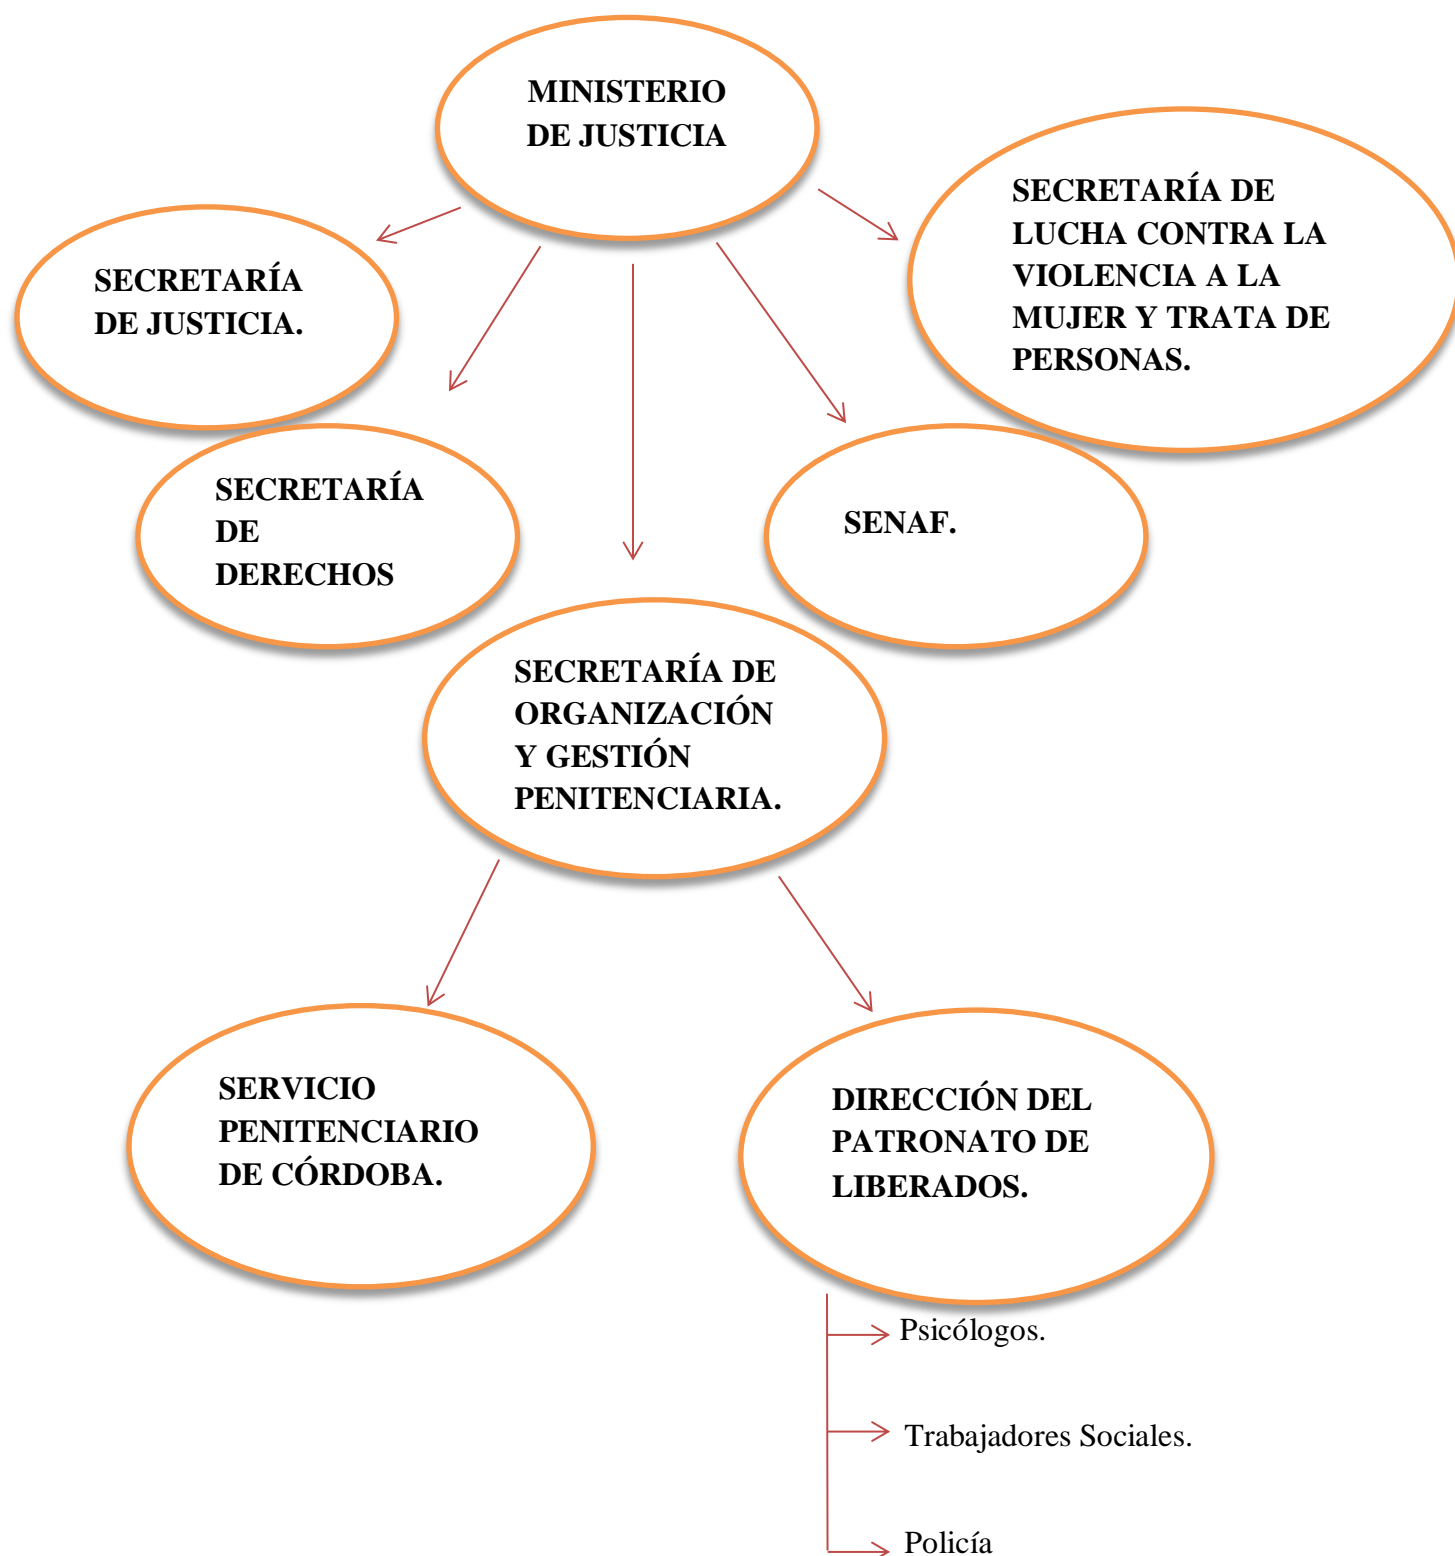 MINISTERIO
DE JUSTICIA
SECRETARÍA DE
LUCHA CONTRA LA
VIOLENCIA A LA
MUJER Y TRATA DE
PERSONAS.
SECRETARÍA
DE JUSTICIA.
SECRETARÍA
DE
DERECHOS
SENAF.
SECRETARÍA DE
ORGANIZACIÓN
Y GESTIÓN
PENITENCIARIA.
SERVICIO
PENITENCIARIO
DE CÓRDOBA.
DIRECCIÓN DEL
PATRONATO DE
LIBERADOS.
Psicólogos.
Trabajadores Sociales.
Policía